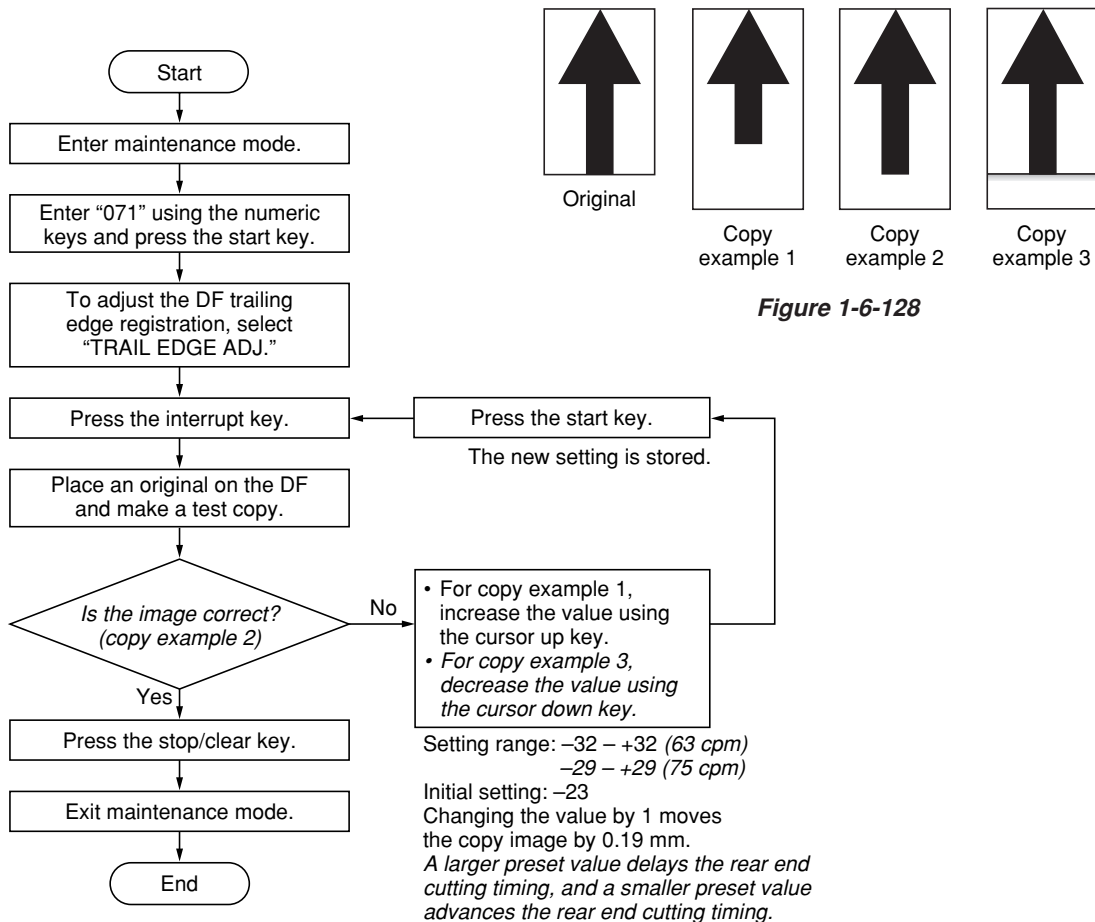 Start
Enter maintenance mode.
Enter “071” using the numeric
keys and press the start key.
To adjust the DF trailing
edge registration, select
“TRAIL EDGE ADJ.”
Press the interrupt key.
Place an original on the DF
and make a test copy.
Is the image correct?
(copy example 2)
No
Yes
Press the stop/clear key.
Exit maintenance mode.
End
Press the start key.
The new setting is stored.
• For copy example 1,
increase the value using
the cursor up key.
• For copy example 3,
decrease the value using
the cursor down key.
Setting range: –32 – +32 (63 cpm)
–29 – +29 (75 cpm)
Initial setting: –23
Changing the value by 1 moves
the copy image by 0.19 mm.
A larger preset value delays the rear end
cutting timing, and a smaller preset value
advances the rear end cutting timing.
Original
Copy
example 1
Copy
example 2
Copy
example 3
Figure 1-6-128